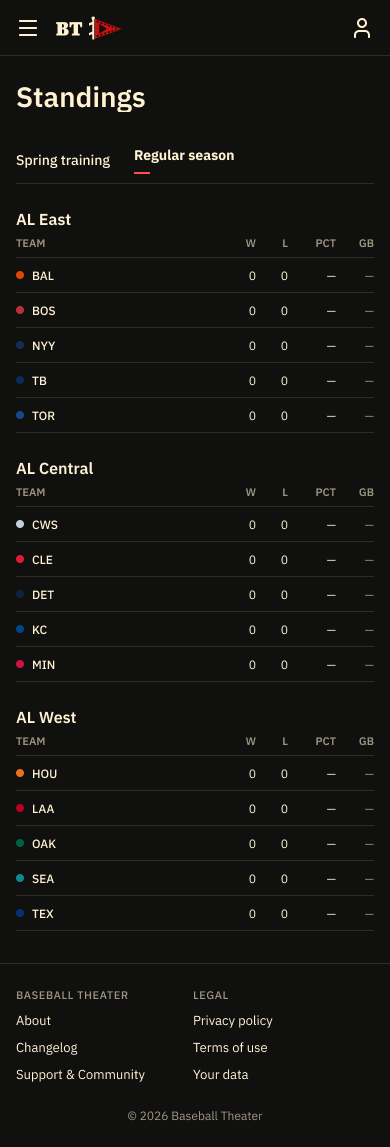 BT
Standings
Spring training Regular season
AL East
TEAM W L PCT GB
BAL 0 0 — —
BOS 0 0 — —
NYY 0 0 — —
TB 0 0 — —
TOR 0 0 — —
AL Central
TEAM W L PCT GB
CWS 0 0 — —
CLE 0 0 — —
DET 0 0 — —
KC 0 0 — —
MIN 0 0 — —
AL West
TEAM W L PCT GB
HOU 0 0 — —
LAA 0 0 — —
OAK 0 0 — —
SEA 0 0 — —
TEX 0 0 — —
BASEBALL THEATER LEGAL
About Privacy policy
Changelog Terms of use
Support & Community Your data
© 2026 Baseball Theater